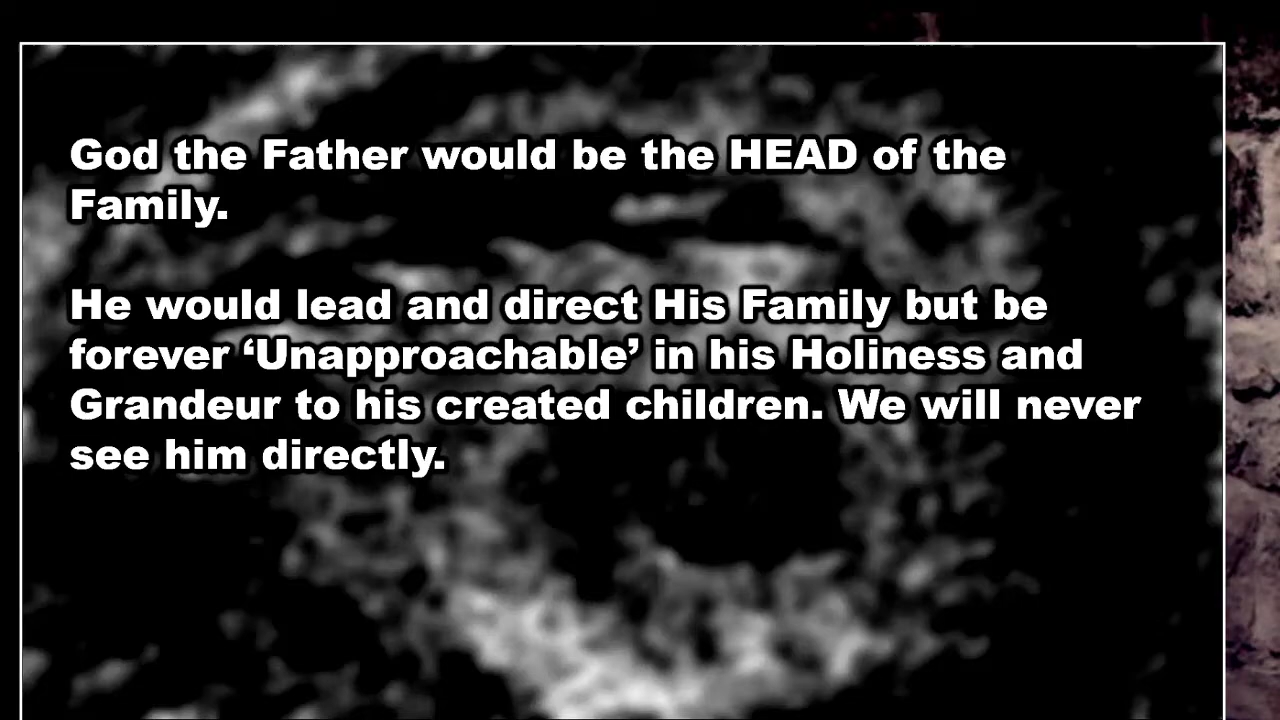 God the Father would be the HEAD of the
Family.
He would lead and direct His Family but be
forever ‘Unapproachable’ in his Holiness and
Grandeur to his created children. We will never
see him directly.